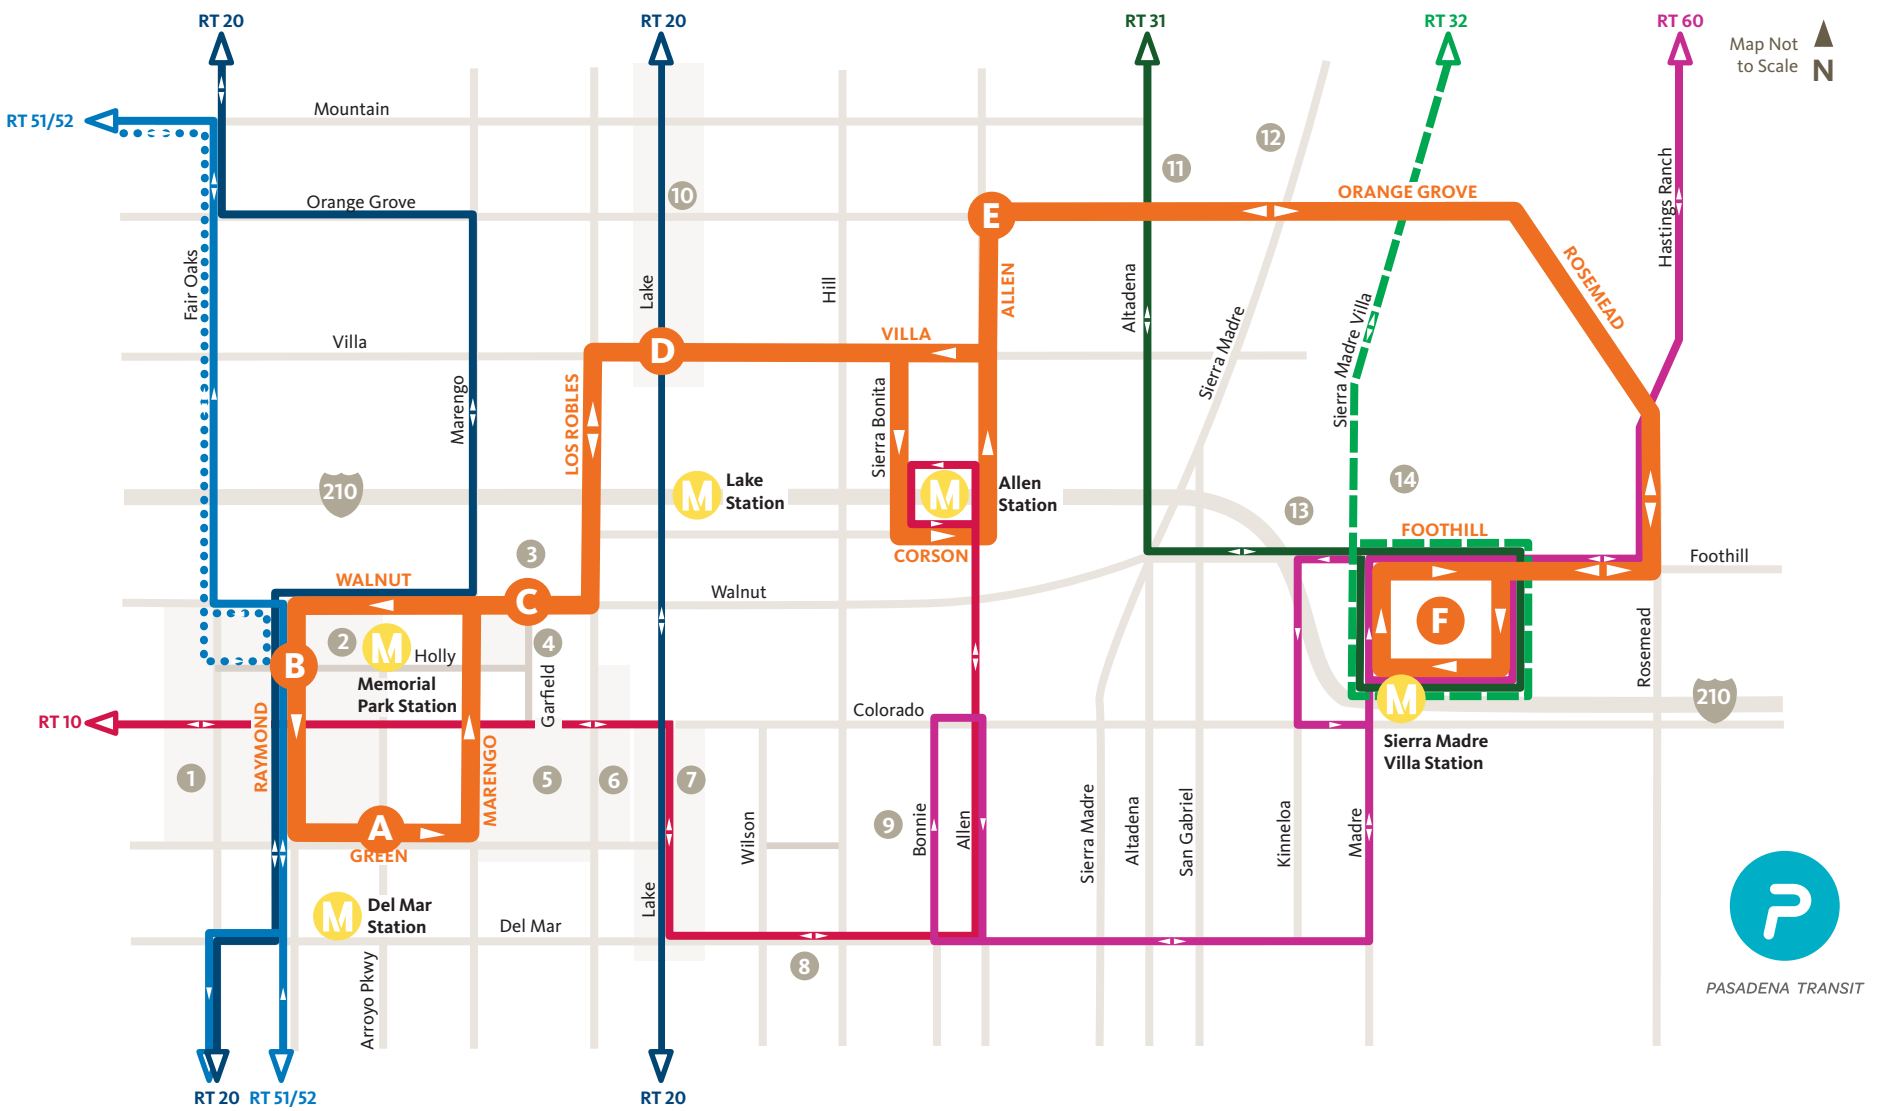 RT 20
RT 20
RT 31
RT 32
RT 60
Map Not
to Scale
N
RT 51/52
Mountain
12
11
10
Orange Grove
E
ORANGE GROVE
Hastings Ranch
Fair Oaks
Lake
Hill
ALLEN
Altadena
ROSEMEAD
Villa
D
VILLA
Sierra Madre
Sierra Madre Villa
Marengo
LOS ROBLES
Sierra Bonita
210
M
Lake
Station
M
Allen
Station
14
13
3
CORSON
FOOTHILL
Foothill
WALNUT
C
Walnut
2
M
Holly
4
F
B
Memorial
Park Station
Garfield
Rosemead
M
210
RT 10
RAYMOND
MARENGO
Colorado
Sierra Madre
Villa Station
1
5
6
7
A
GREEN
Wilson
9
Bonnie
Allen
Sierra Madre
Altadena
San Gabriel
Kinneloa
Madre
M
Del Mar
Station
Del Mar
Lake
8
Arroyo Pkwy
P
PASADENA TRANSIT
RT 20
RT 51/52
RT 20